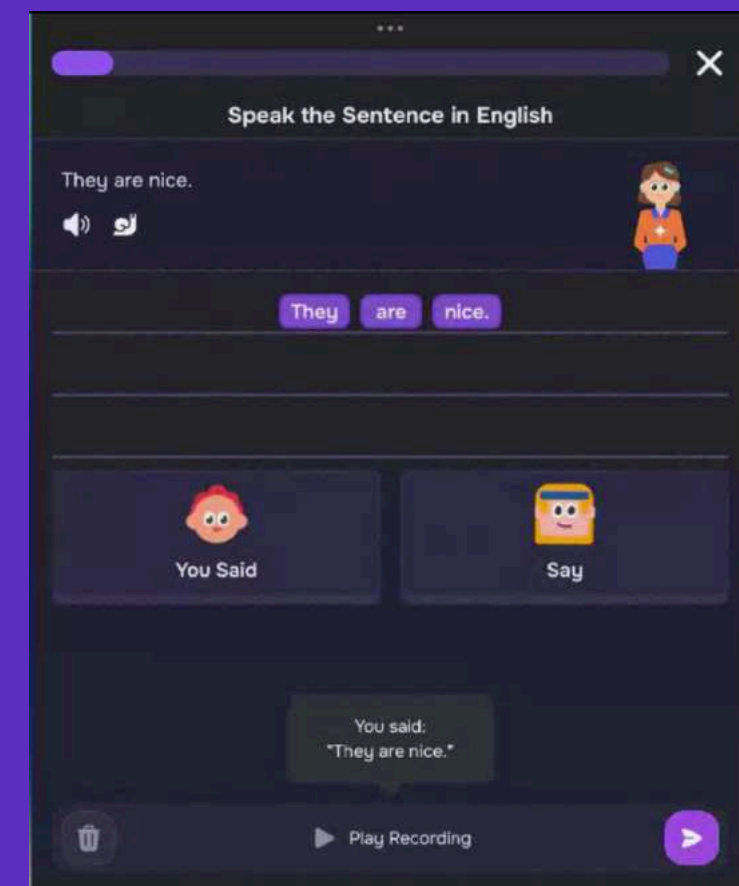 Speak the Sentence in English
They are nice.
They are nice.
You Said
Say
You said:
"They are nice."
Play Recording